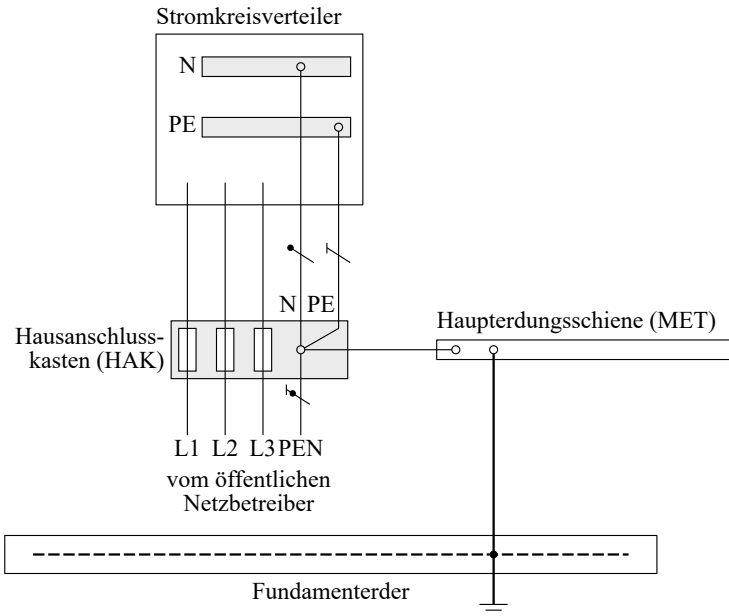 Stromkreisverteiler
N
PE
N PE
Hausanschluss-
kasten (HAK)
Haupterdungsschiene (MET)
L1 L2 L3 PEN
vom öffentlichen
Netzbetreiber
Fundamenterder